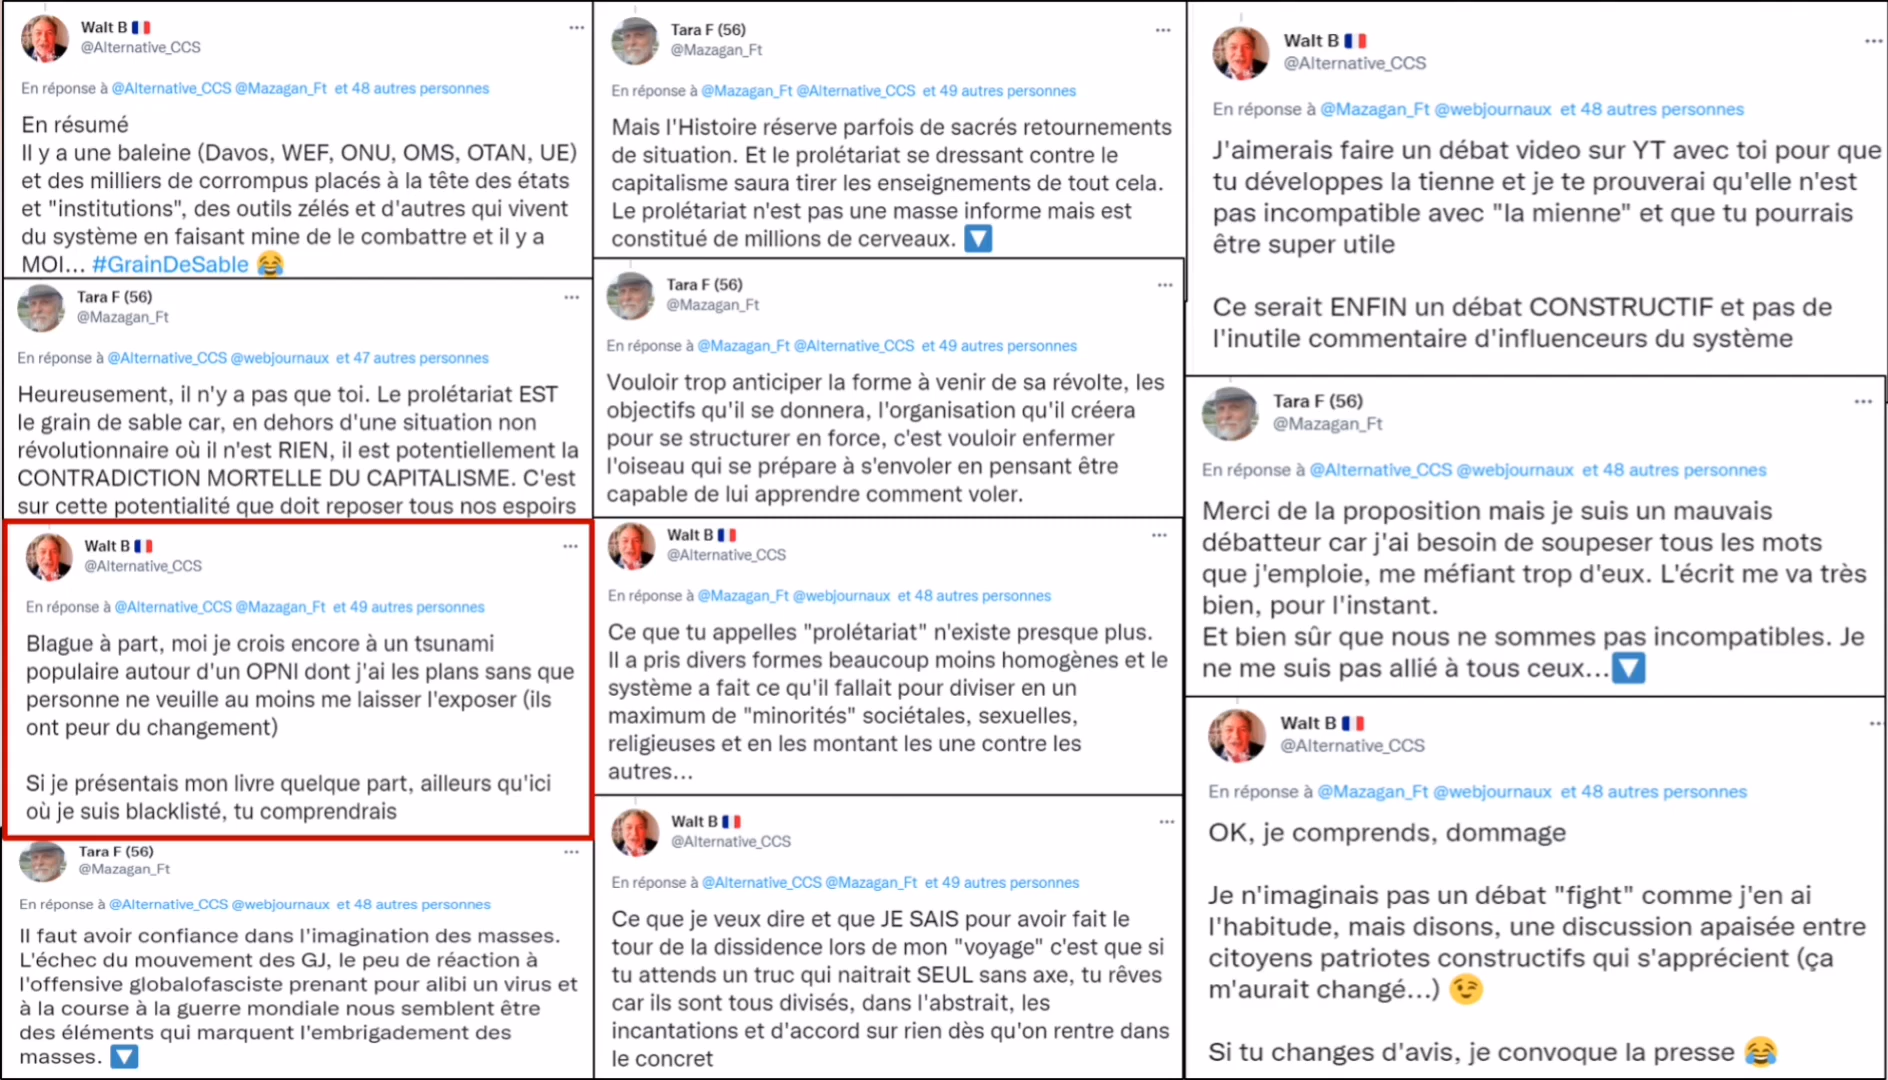 Walt B 🇫🇷
@Alternative_CCS
En réponse à @Alternative_CCS @Mazagan_Ft et 48 autres personnes
En résumé
Il y a une baleine (Davos, WEF, ONU, OMS, OTAN, UE)
et des milliers de corrompus placés à la tête des états
et "institutions", des outils zélés et d'autres qui vivent
du système en faisant mine de le combattre et il y a
MOI... #GrainDeSable 😂
Tara F (56)
@Mazagan_Ft
En réponse à @Alternative_CCS @webjournaux et 47 autres personnes
Heureusement, il n'y a pas que toi. Le prolétariat EST
le grain de sable car, en dehors d'une situation non
révolutionnaire où il n'est RIEN, il est potentiellement la
CONTRADICTION MORTELLE DU CAPITALISME. C'est
sur cette potentialité que doit reposer tous nos espoirs
Walt B 🇫🇷
@Alternative_CCS
En réponse à @Alternative_CCS @Mazagan_Ft et 49 autres personnes
Blague à part, moi je crois encore à un tsunami
populaire autour d'un OPNI dont j'ai les plans sans que
personne ne veuille au moins me laisser l'exposer (ils
ont peur du changement)
Si je présentais mon livre quelque part, ailleurs qu'ici
où je suis blacklisté, tu comprendrais
Tara F (56)
@Mazagan_Ft
En réponse à @Alternative_CCS @webjournaux et 48 autres personnes
Il faut avoir confiance dans l'imagination des masses.
L'échec du mouvement des GJ, le peu de réaction à
l'offensive globalofasciste prenant pour alibi un virus et
à la course à la guerre mondiale nous semblent être
des éléments qui marquent l'embrigadement des
masses. 🔽
Tara F (56)
@Mazagan_Ft
En réponse à @Mazagan_Ft @Alternative_CCS et 49 autres personnes
Mais l'Histoire réserve parfois de sacrés retournements
de situation. Et le prolétariat se dressant contre le
capitalisme saura tirer les enseignements de tout cela.
Le prolétariat n'est pas une masse informe mais est
constitué de millions de cerveaux. 🔽
Tara F (56)
@Mazagan_Ft
En réponse à @Mazagan_Ft @Alternative_CCS et 49 autres personnes
Vouloir trop anticiper la forme à venir de sa révolte, les
objectifs qu'il se donnera, l'organisation qu'il créera
pour se structurer en force, c'est vouloir enfermer
l'oiseau qui se prépare à s'envoler en pensant être
capable de lui apprendre comment voler.
Walt B 🇫🇷
@Alternative_CCS
En réponse à @Mazagan_Ft @webjournaux et 48 autres personnes
Ce que tu appelles "prolétariat" n'existe presque plus.
Il a pris divers formes beaucoup moins homogènes et le
système a fait ce qu'il fallait pour diviser en un
maximum de "minorités" sociétales, sexuelles,
religieuses et en les montant les une contre les
autres...
Walt B 🇫🇷
@Alternative_CCS
En réponse à @Alternative_CCS @Mazagan_Ft et 49 autres personnes
Ce que je veux dire et que JE SAIS pour avoir fait le
tour de la dissidence lors de mon "voyage" c'est que si
tu attends un truc qui naitrait SEUL sans axe, tu rêves
car ils sont tous divisés, dans l'abstrait, les
incantations et d'accord sur rien dès qu'on rentre dans
le concret
Walt B 🇫🇷
@Alternative_CCS
En réponse à @Mazagan_Ft @webjournaux et 48 autres personnes
J'aimerais faire un débat video sur YT avec toi pour que
tu développes la tienne et je te prouverai qu'elle n'est
pas incompatible avec "la mienne" et que tu pourrais
être super utile
Ce serait ENFIN un débat CONSTRUCTIF et pas de
l'inutile commentaire d'influenceurs du système
Tara F (56)
@Mazagan_Ft
En réponse à @Alternative_CCS @webjournaux et 48 autres personnes
Merci de la proposition mais je suis un mauvais
débatteur car j'ai besoin de soupeser tous les mots
que j'emploie, me méfiant trop d'eux. L'écrit me va très
bien, pour l'instant.
Et bien sûr que nous ne sommes pas incompatibles. Je
ne me suis pas allié à tous ceux...🔽
Walt B 🇫🇷
@Alternative_CCS
En réponse à @Mazagan_Ft @webjournaux et 48 autres personnes
OK, je comprends, dommage
Je n'imaginais pas un débat "fight" comme j'en ai
l'habitude, mais disons, une discussion apaisée entre
citoyens patriotes constructifs qui s'apprécient (ça
m'aurait changé...) 😉
Si tu changes d'avis, je convoque la presse 😂